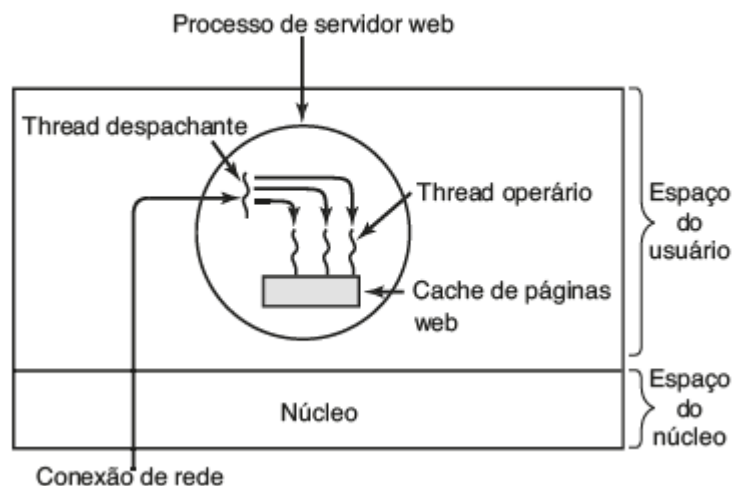 Processo de servidor web
Thread despachante
Thread operário
Espaço
do
usuário
Cache de páginas
web
Núcleo
Espaço
do
núcleo
Conexão de rede